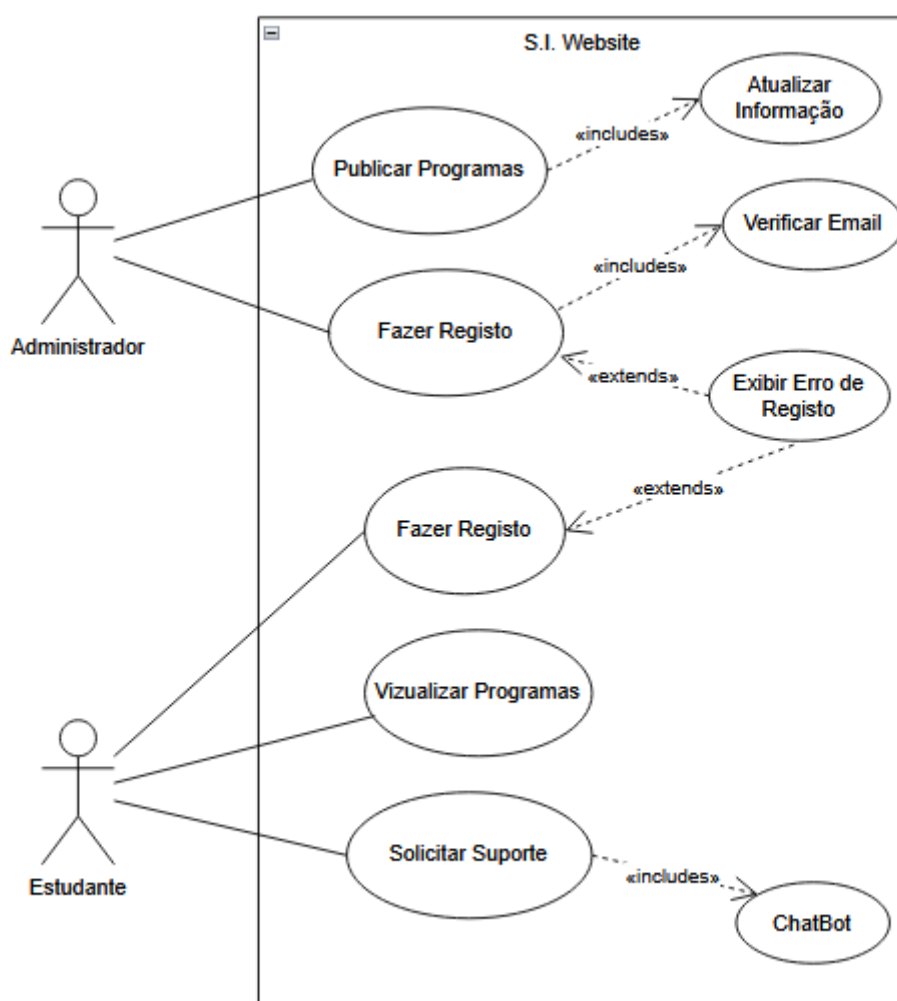 S.I. Website
Atualizar
Informação
«includes»
Publicar Programas
Verificar Email
«includes»
Administrador
Fazer Registo
«extends»
Exibir Erro de
Registo
«extends»
Fazer Registo
Vizualizar Programas
Estudante
Solicitar Suporte
«includes»
ChatBot